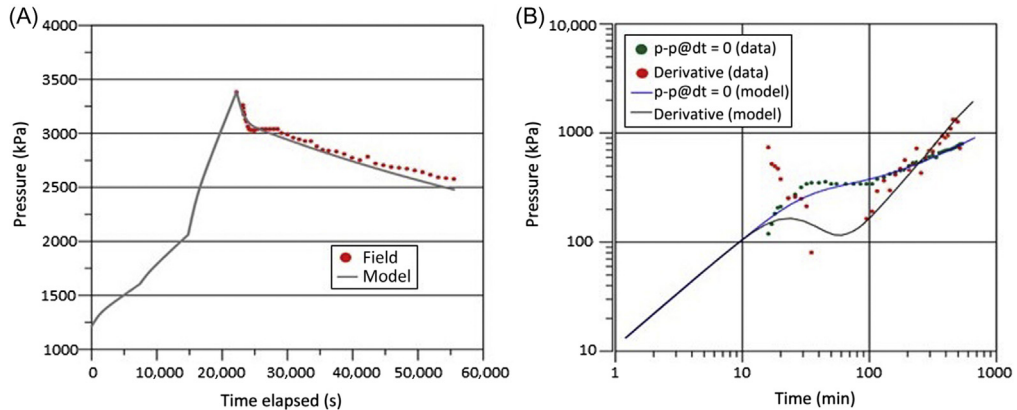 (A)
4000
3500
3000
2500
2000
1500
1000
Pressure (kPa)
Field
Model
0
10,000
20,000
30,000
40,000
50,000
60,000
Time elapsed (s)
(B)
10,000
1000
100
10
Pressure (kPa)
p-p@dt = 0 (data)
Derivative (data)
p-p@dt = 0 (model)
Derivative (model)
1
10
100
1000
Time (min)